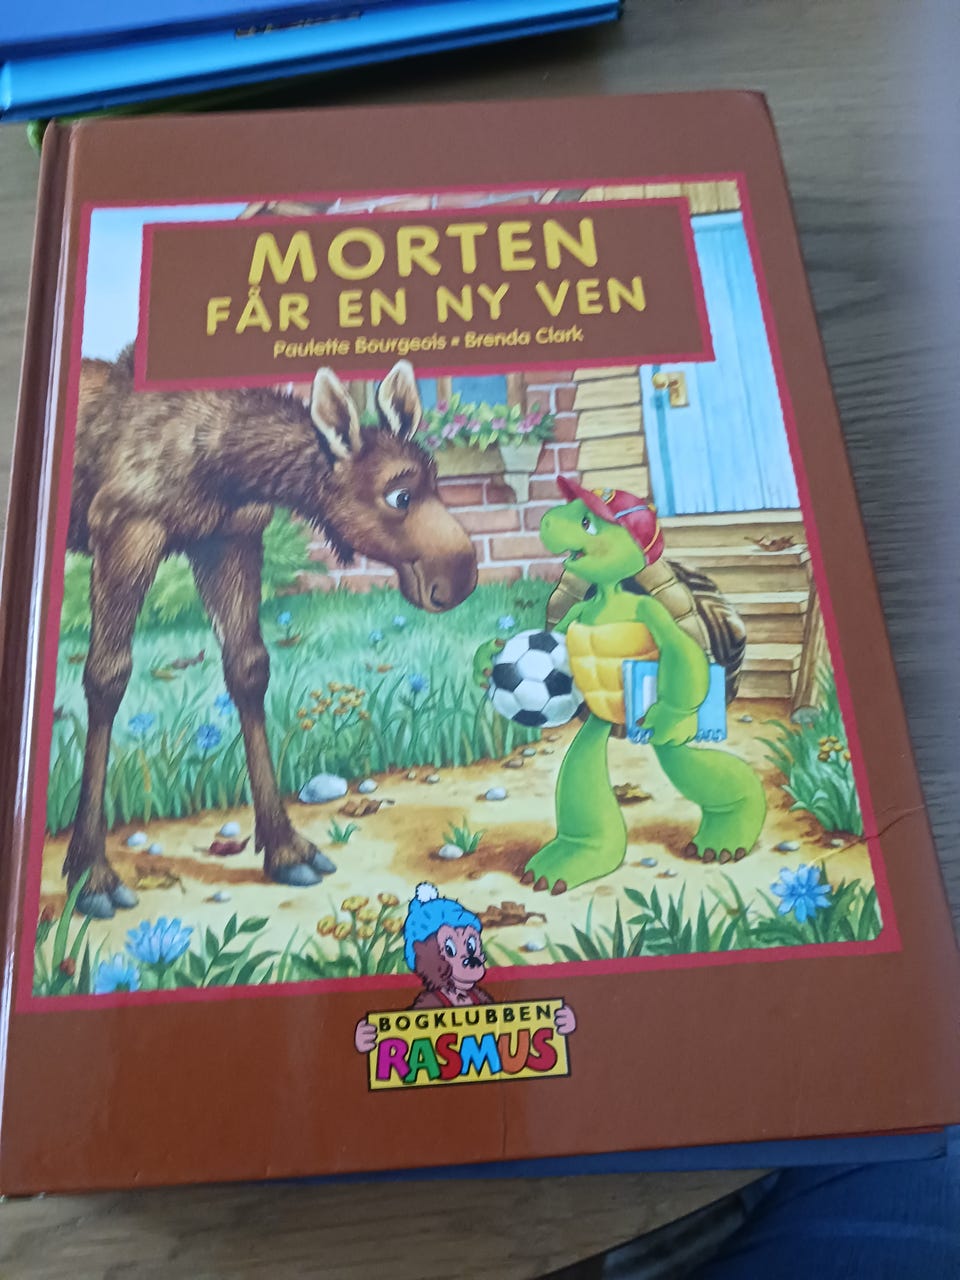 MORTEN
FÅR EN NY VEN
Paulette Bourgeois • Brenda Clark
BOGKLUBBEN
RASMUS